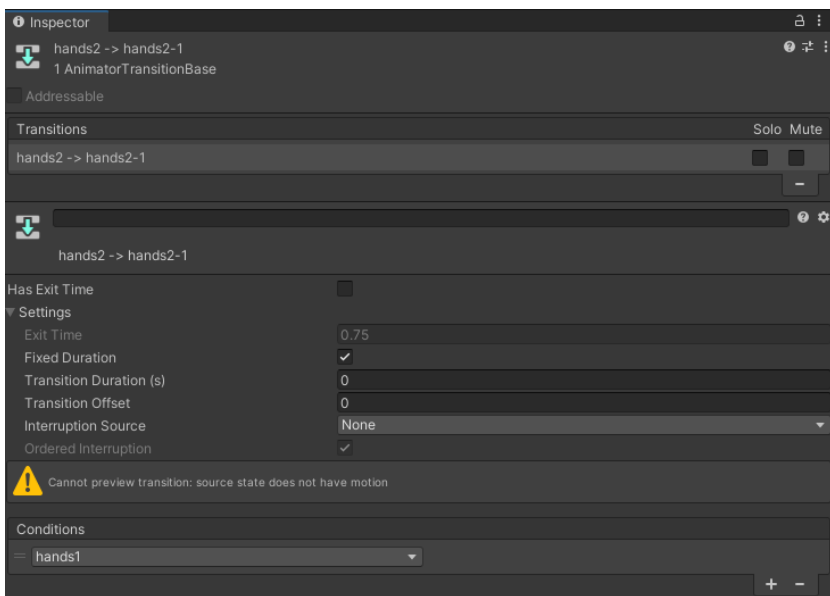 Inspector
hands2 -> hands2-1
1 AnimatorTransitionBase
Addressable
Transitions Solo Mute
hands2 -> hands2-1
hands2 -> hands2-1
Has Exit Time
Settings
Exit Time 0.75
Fixed Duration
Transition Duration (s) 0
Transition Offset 0
Interruption Source None
Ordered Interruption
Cannot preview transition: source state does not have motion
Conditions
hands1